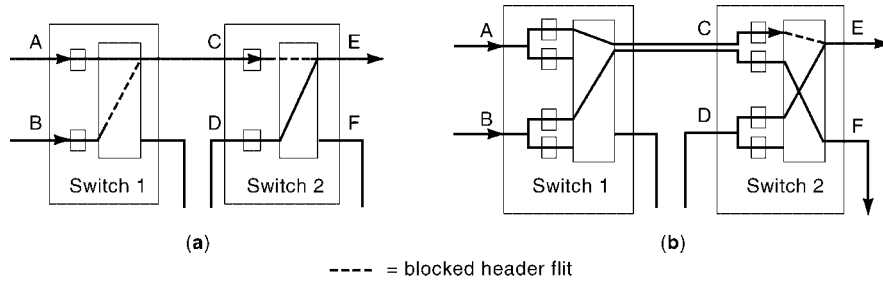 A
B
C
D
E
F
Switch 1
Switch 2
(a)
A
B
C
D
E
F
Switch 1
Switch 2
(b)
= blocked header flit